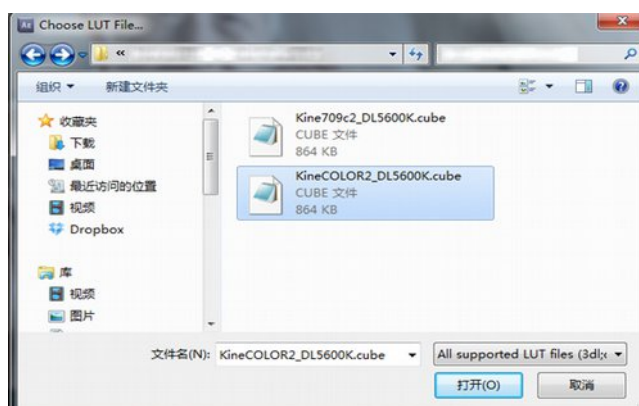 Ae Choose LUT File...
«
组织 新建文件夹
收藏夹
下载
桌面
最近访问的位置
视频
Dropbox
库
视频
图片
Kine709c2_DL5600K.cube
CUBE 文件
864 KB
KineCOLOR2_DL5600K.cube
CUBE 文件
864 KB
文件名(N): KineCOLOR2_DL5600K.cube All supported LUT files (3dl;
打开(O) 取消